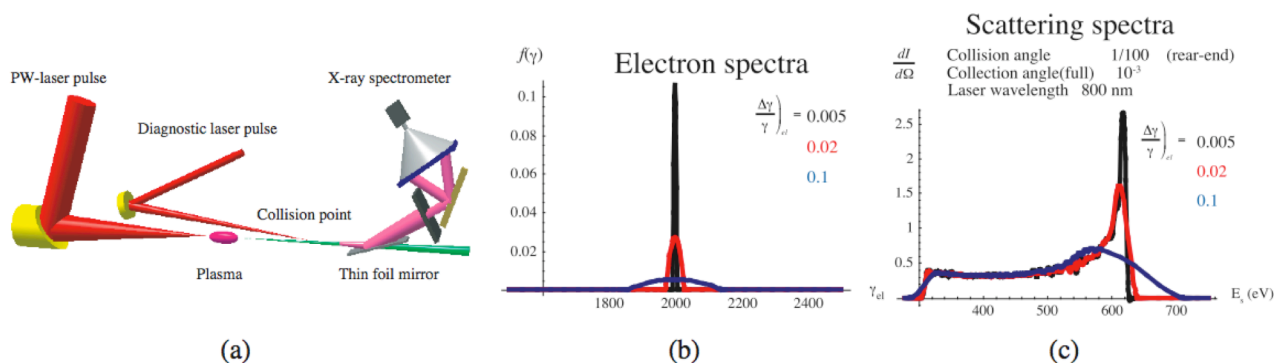 PW-laser pulse
X-ray spectrometer
Diagnostic laser pulse
Collision point
Plasma
Thin foil mirror
(a)
f(γ)
Electron spectra
0.1
0.08
0.06
0.04
0.02
Δγ/γ)el = 0.005
0.02
0.1
1800 2000 2200 2400
γel
(b)
Scattering spectra
dI/dΩ
Collision angle 1/100 (rear-end)
Collection angle(full) 10-3
Laser wavelength 800 nm
2.5
2
1.5
1
0.5
Δγ/γ)el = 0.005
0.02
0.1
400 500 600 700
Es (eV)
(c)